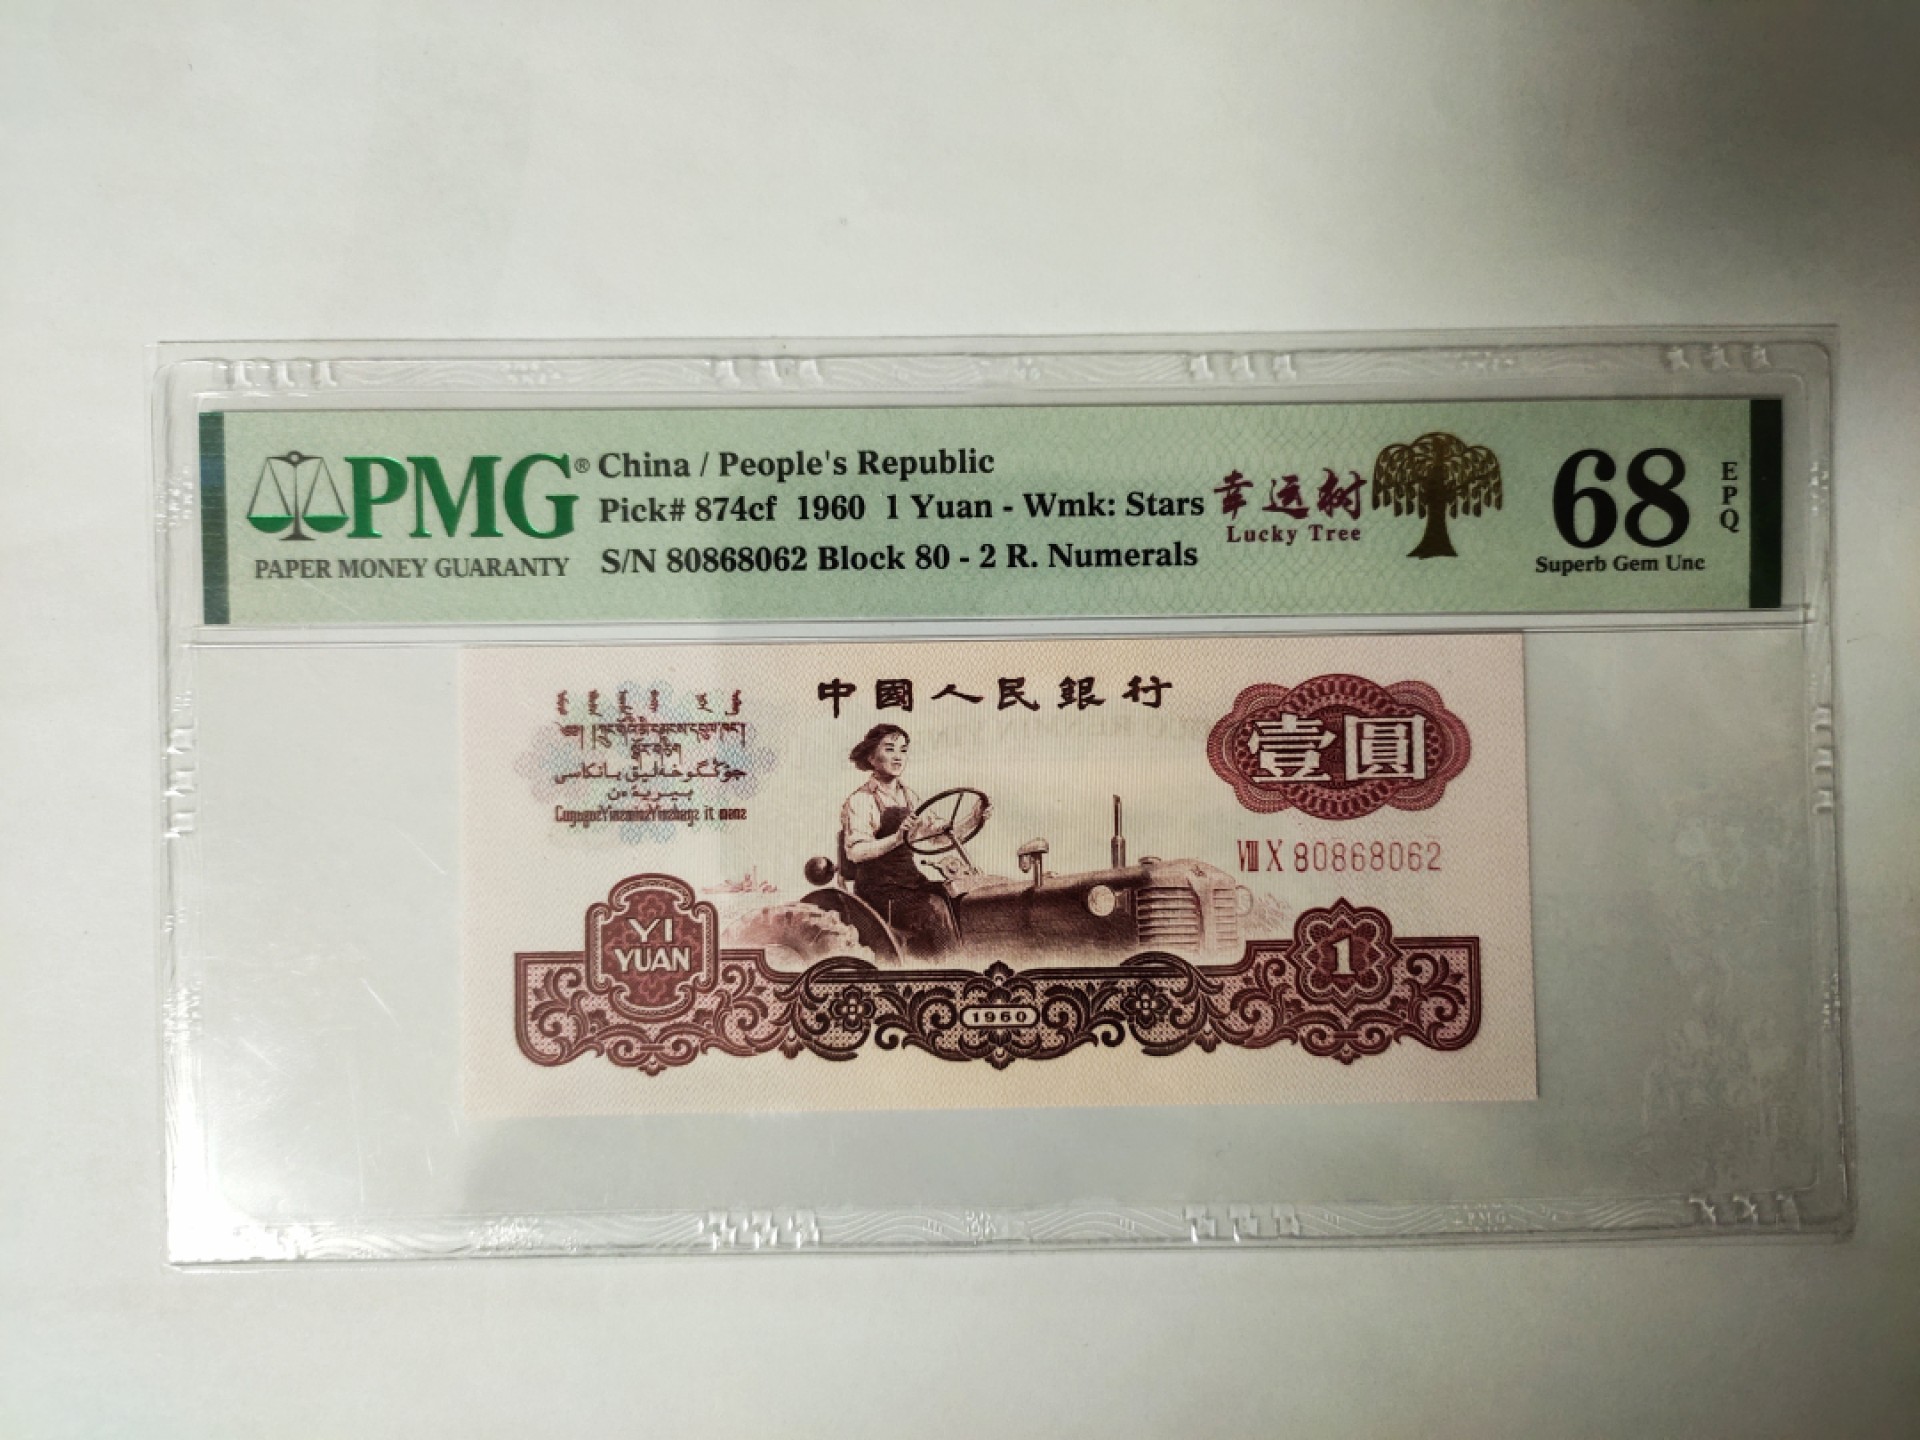 PMG®
PAPER MONEY GUARANTY
China / People's Republic
Pick# 874cf 1960 1 Yuan - Wmk: Stars
S/N 80868062 Block 80 - 2 R. Numerals
幸运树
Lucky Tree
68
EPQ
Superb Gem Unc
中國人民銀行
壹圓
ⅧⅩ 80868062
YI
YUAN
1
1960